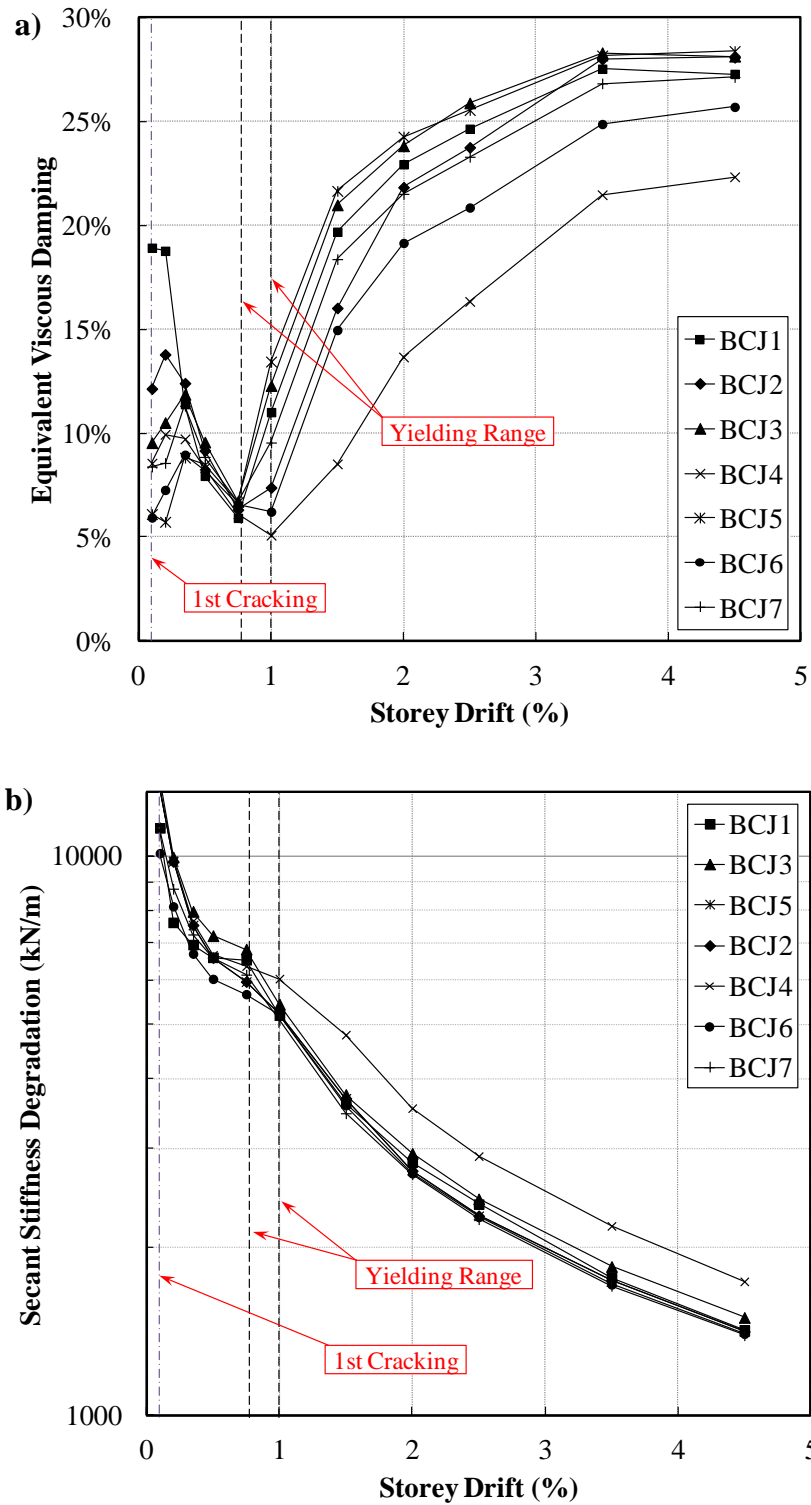 a)
30%
25%
20%
15%
10%
5%
0%
Equivalent Viscous Damping
BCJ1
BCJ2
BCJ3
BCJ4
BCJ5
BCJ6
BCJ7
Yielding Range
1st Cracking
0
1
2
3
4
5
Storey Drift (%)
b)
10000
1000
Secant Stiffness Degradation (kN/m)
BCJ1
BCJ3
BCJ5
BCJ2
BCJ4
BCJ6
BCJ7
Yielding Range
1st Cracking
0
1
2
3
4
5
Storey Drift (%)